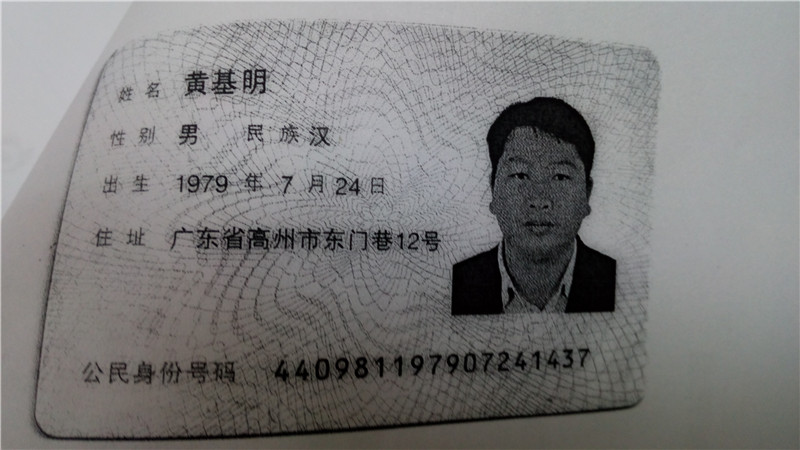 姓名 黄基明
性别 男 民族 汉
出生 1979 年 7 月 24 日
住址 广东省高州市东门巷12号
公民身份号码 440981197907241437